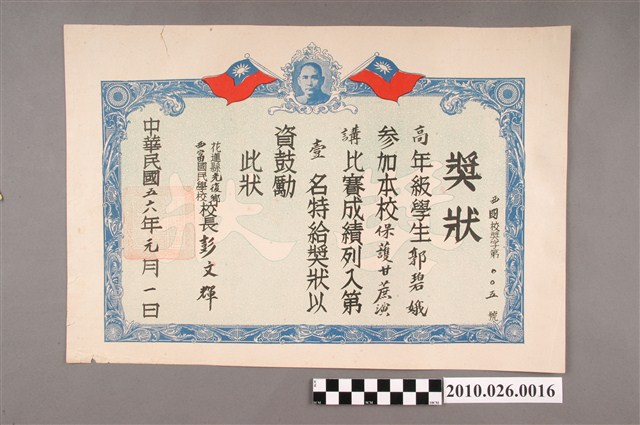 獎狀
西國校獎字第〇〇五號
高年級學生郭碧娥
參加本校保護甘蔗演
講比賽成績列入第
壹名特給獎狀以
資鼓勵
此狀
花蓮縣光復鄉
西富國民學校
校長彭文輝
中華民國五六年元月一日
獎狀
2010.026.0016